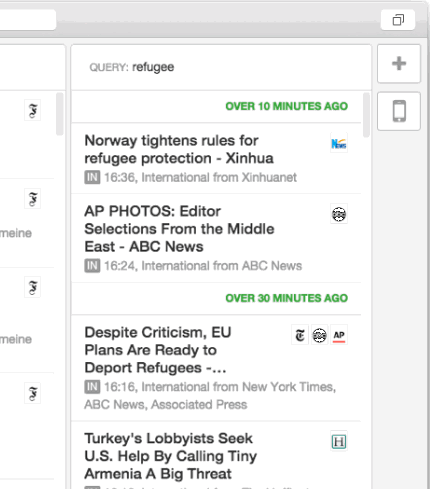 QUERY: refugee
OVER 10 MINUTES AGO
Norway tightens rules for
refugee protection - Xinhua
IN 16:36, International from Xinhuanet
AP PHOTOS: Editor
Selections From the Middle
East - ABC News
IN 16:24, International from ABC News
meine
OVER 30 MINUTES AGO
Despite Criticism, EU
Plans Are Ready to
Deport Refugees -...
AP
meine
IN 16:16, International from New York Times,
ABC News, Associated Press
Turkey's Lobbyists Seek
U.S. Help By Calling Tiny
Armenia A Big Threat
H